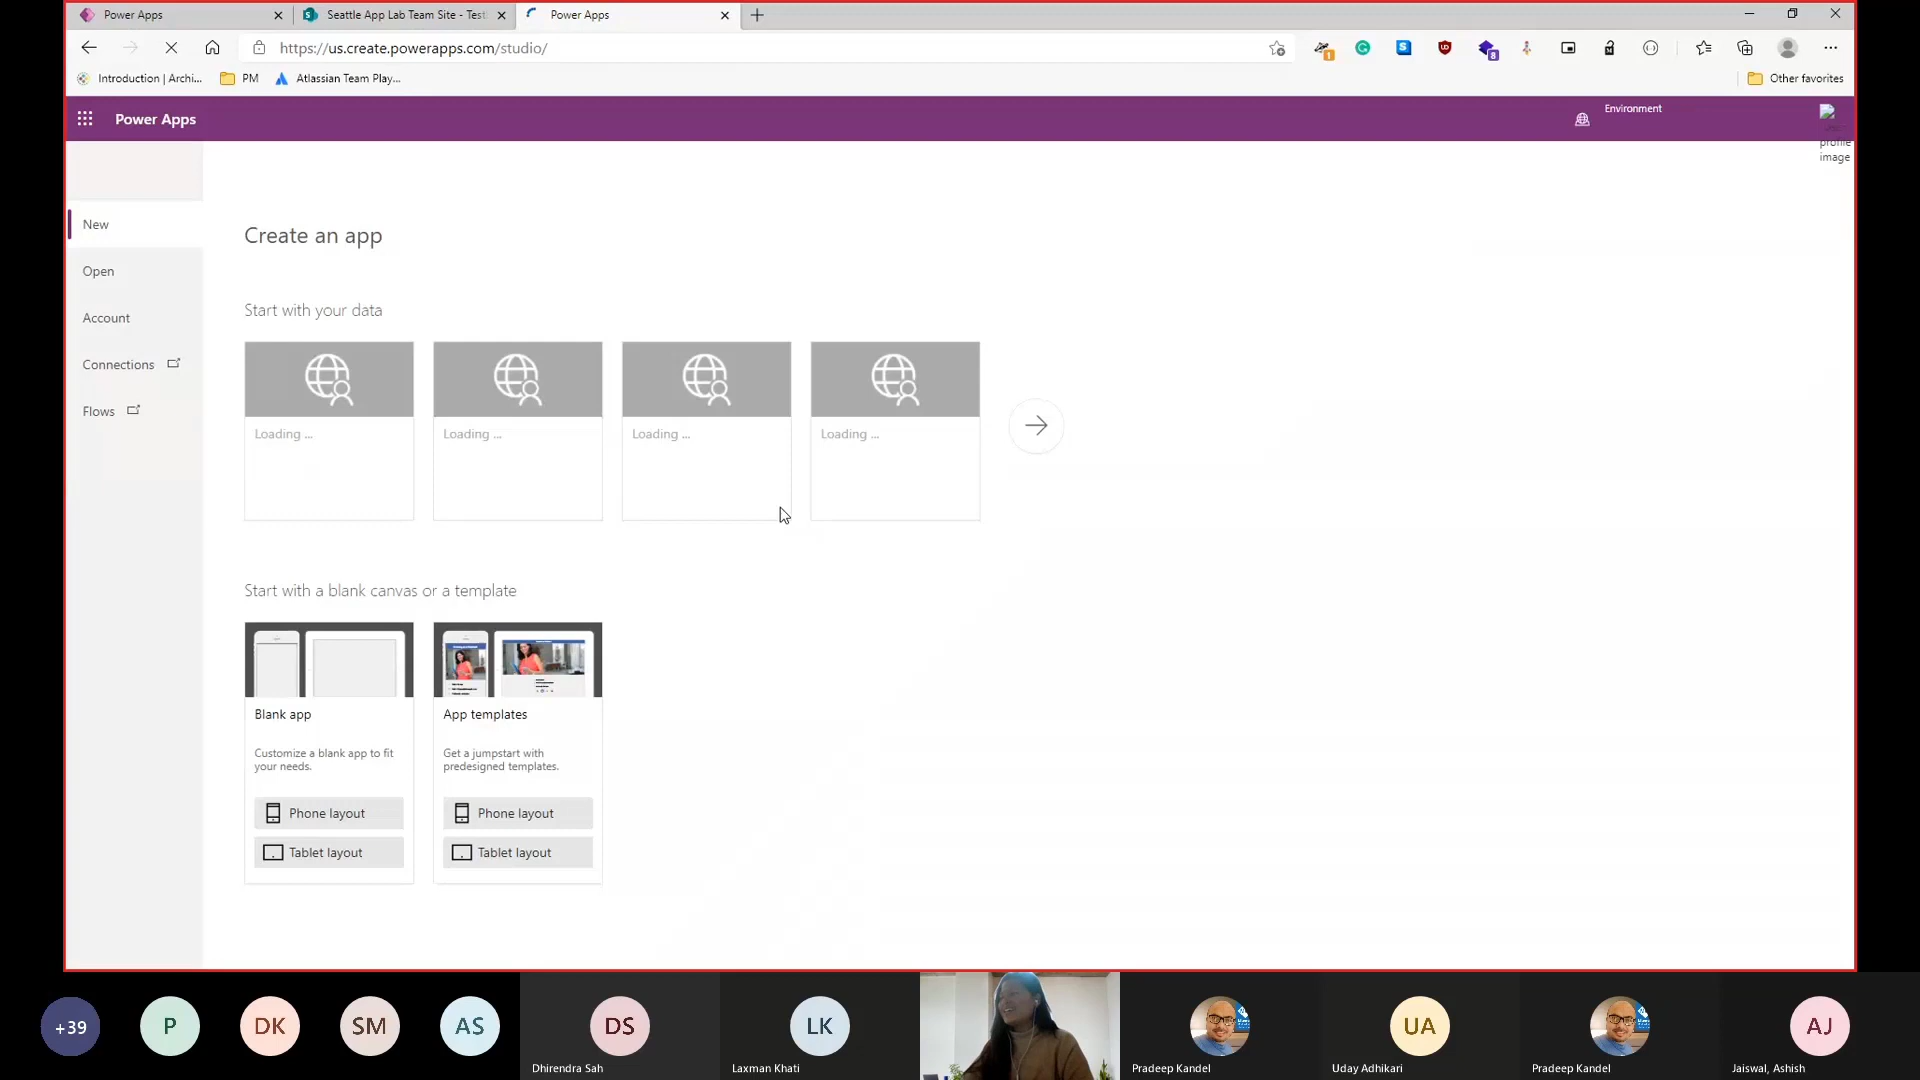 Power Apps
Seattle App Lab Team Site - Test
Power Apps
https://us.create.powerapps.com/studio/
1
8
Introduction | Archi...
PM
Atlassian Team Play...
Other favorites
Power Apps
Environment
profile
image
New
Open
Account
Connections
Flows
Create an app
Start with your data
Loading ...
Loading ...
Loading ...
Loading ...
Start with a blank canvas or a template
Blank app
Customize a blank app to fit
your needs.
Phone layout
Tablet layout
App templates
Get a jumpstart with
predesigned templates.
Phone layout
Tablet layout
+39
P
DK
SM
AS
DS
Dhirendra Sah
LK
Laxman Khati
Pradeep Kandel
UA
Uday Adhikari
Pradeep Kandel
AJ
Jaiswal, Ashish